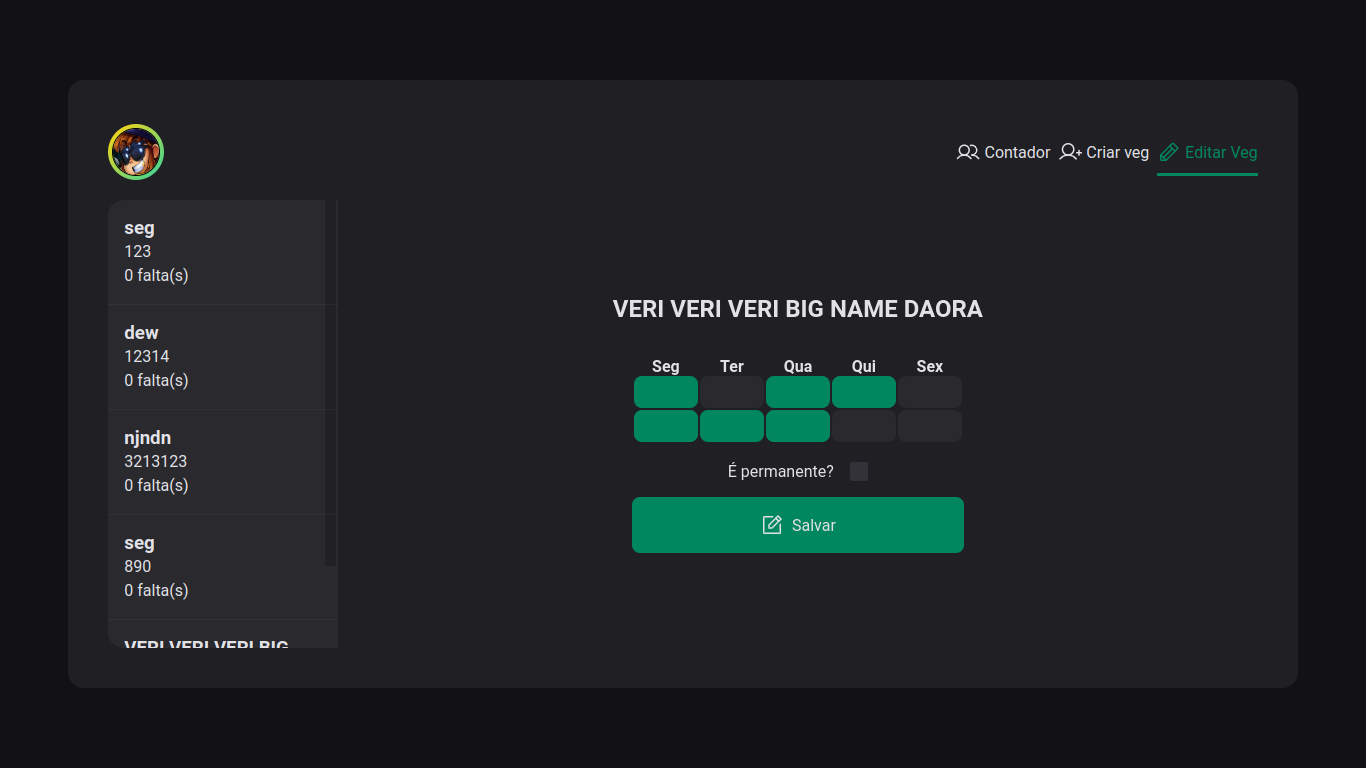 Contador Criar veg Editar Veg
seg
123
0 falta(s)
dew
12314
0 falta(s)
njndn
3213123
0 falta(s)
seg
890
0 falta(s)
VERI VERI VERI BIG
VERI VERI VERI BIG NAME DAORA
Seg Ter Qua Qui Sex
É permanente?
Salvar